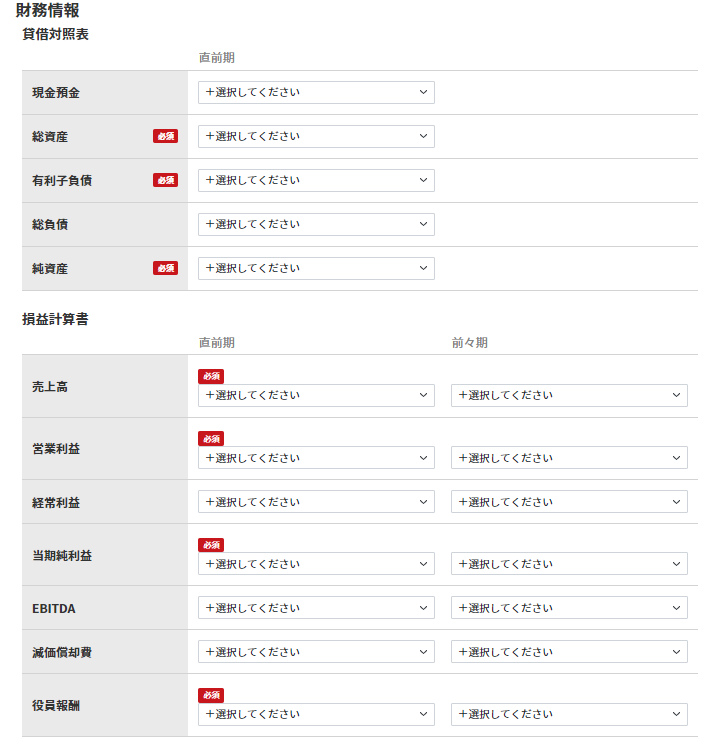 財務情報
貸借対照表
直前期
現金預金 ＋選択してください
総資産 必須 ＋選択してください
有利子負債 必須 ＋選択してください
総負債 ＋選択してください
純資産 必須 ＋選択してください
損益計算書
直前期 前々期
必須
売上高 ＋選択してください ＋選択してください
必須
営業利益 ＋選択してください ＋選択してください
経常利益 ＋選択してください ＋選択してください
必須
当期純利益 ＋選択してください ＋選択してください
EBITDA ＋選択してください ＋選択してください
減価償却費 ＋選択してください ＋選択してください
必須
役員報酬 ＋選択してください ＋選択してください